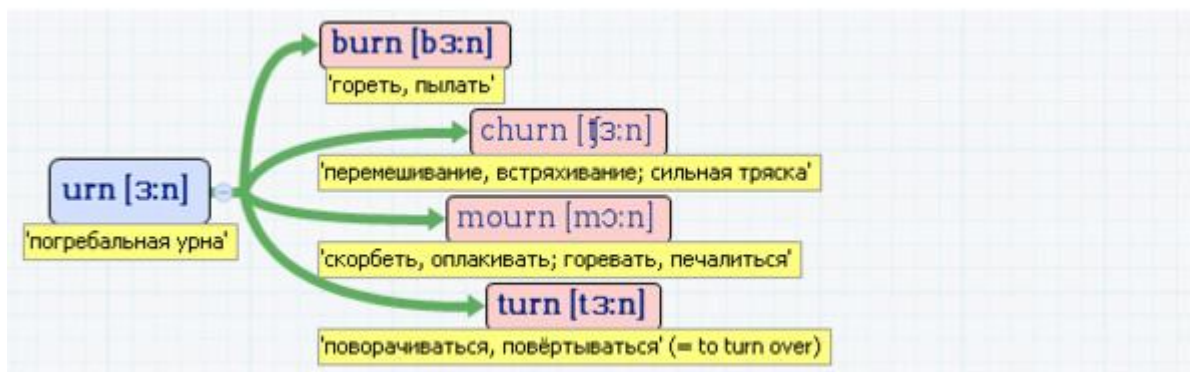 burn [bɜ:n]
'гореть, пылать'
churn [ʧɜ:n]
'перемешивание, встряхивание; сильная тряска'
urn [ɜ:n]
'погребальная урна'
mourn [mɔ:n]
'скорбеть, оплакивать; горевать, печалиться'
turn [tɜ:n]
'поворачиваться, повёртываться' (= to turn over)